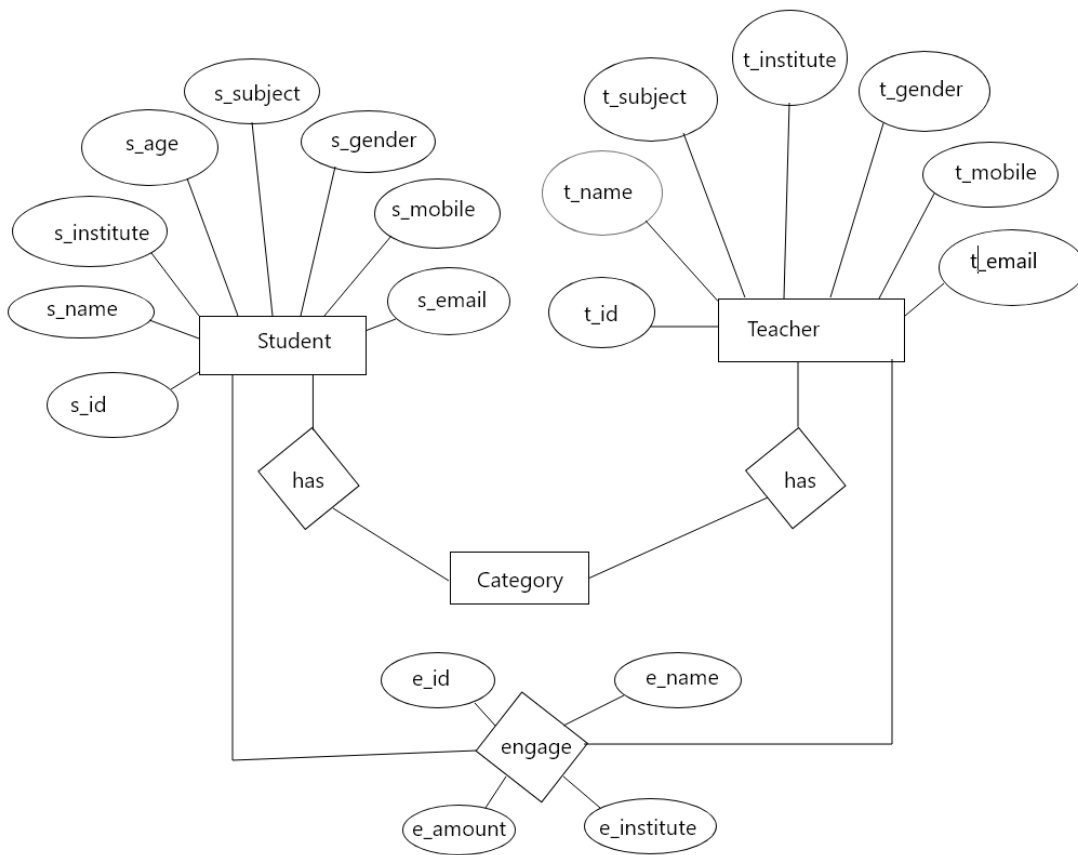 t_institute
s_subject
t_subject
t_gender
s_age
s_gender
t_mobile
t_name
s_mobile
s_institute
t_email
s_email
s_name
t_id
Student
Teacher
s_id
has
has
Category
e_id
e_name
engage
e_amount
e_institute